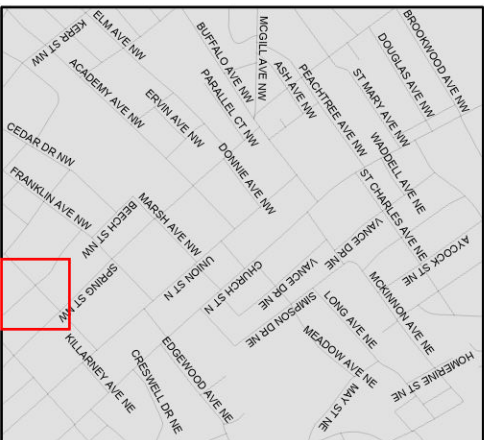 KERR ST NW
ELM AVE NW
BUFFALO AVE NW
MCGILL AVE NW
BROOKWOOD AVE NW
DOUGLAS AVE NW
ACADEMY AVE NW
ERVIN AVE NW
PARALLEL CT NW
ASH AVE NW
PEACHTREE AVE NW
ST MARY AVE NW
CEDAR DR NW
DONNIE AVE NW
WADDELL AVE NE
FRANKLIN AVE NW
BEECH ST NW
MARSH AVE NW
ST CHARLES AVE NE
VANCE DR NE
AYCOCK ST NE
SPRING ST NW
UNION ST N
CHURCH ST N
VANCE DR NE
MCKINNON AVE NE
SIMPSON DR NE
LONG AVE NE
KILLARNEY AVE NE
CRESWELL DR NE
EDGEWOOD AVE NE
MEADOW AVE NE
MAY ST NE
HOMERINE ST NE